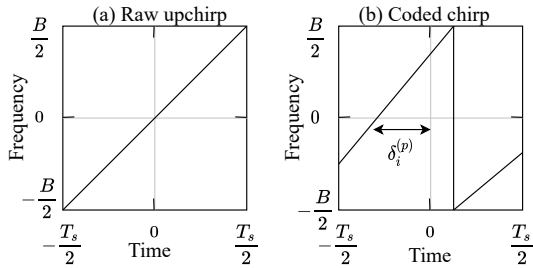 (a) Raw upchirp
(b) Coded chirp
B/2
0
-B/2
Frequency
-T_s/2
0
T_s/2
Time
B/2
0
-B/2
Frequency
δ_i^(p)
-T_s/2
0
T_s/2
Time